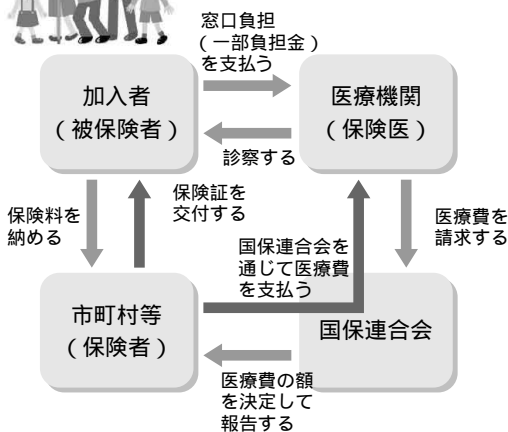 窓口負担
（一部負担金）
を支払う
加入者
（被保険者）
医療機関
（保険医）
診察する
保険料を
納める
保険証を
交付する
国保連合会を
通じて医療費
を支払う
医療費を
請求する
市町村等
（保険者）
国保連合会
医療費の額
を決定して
報告する